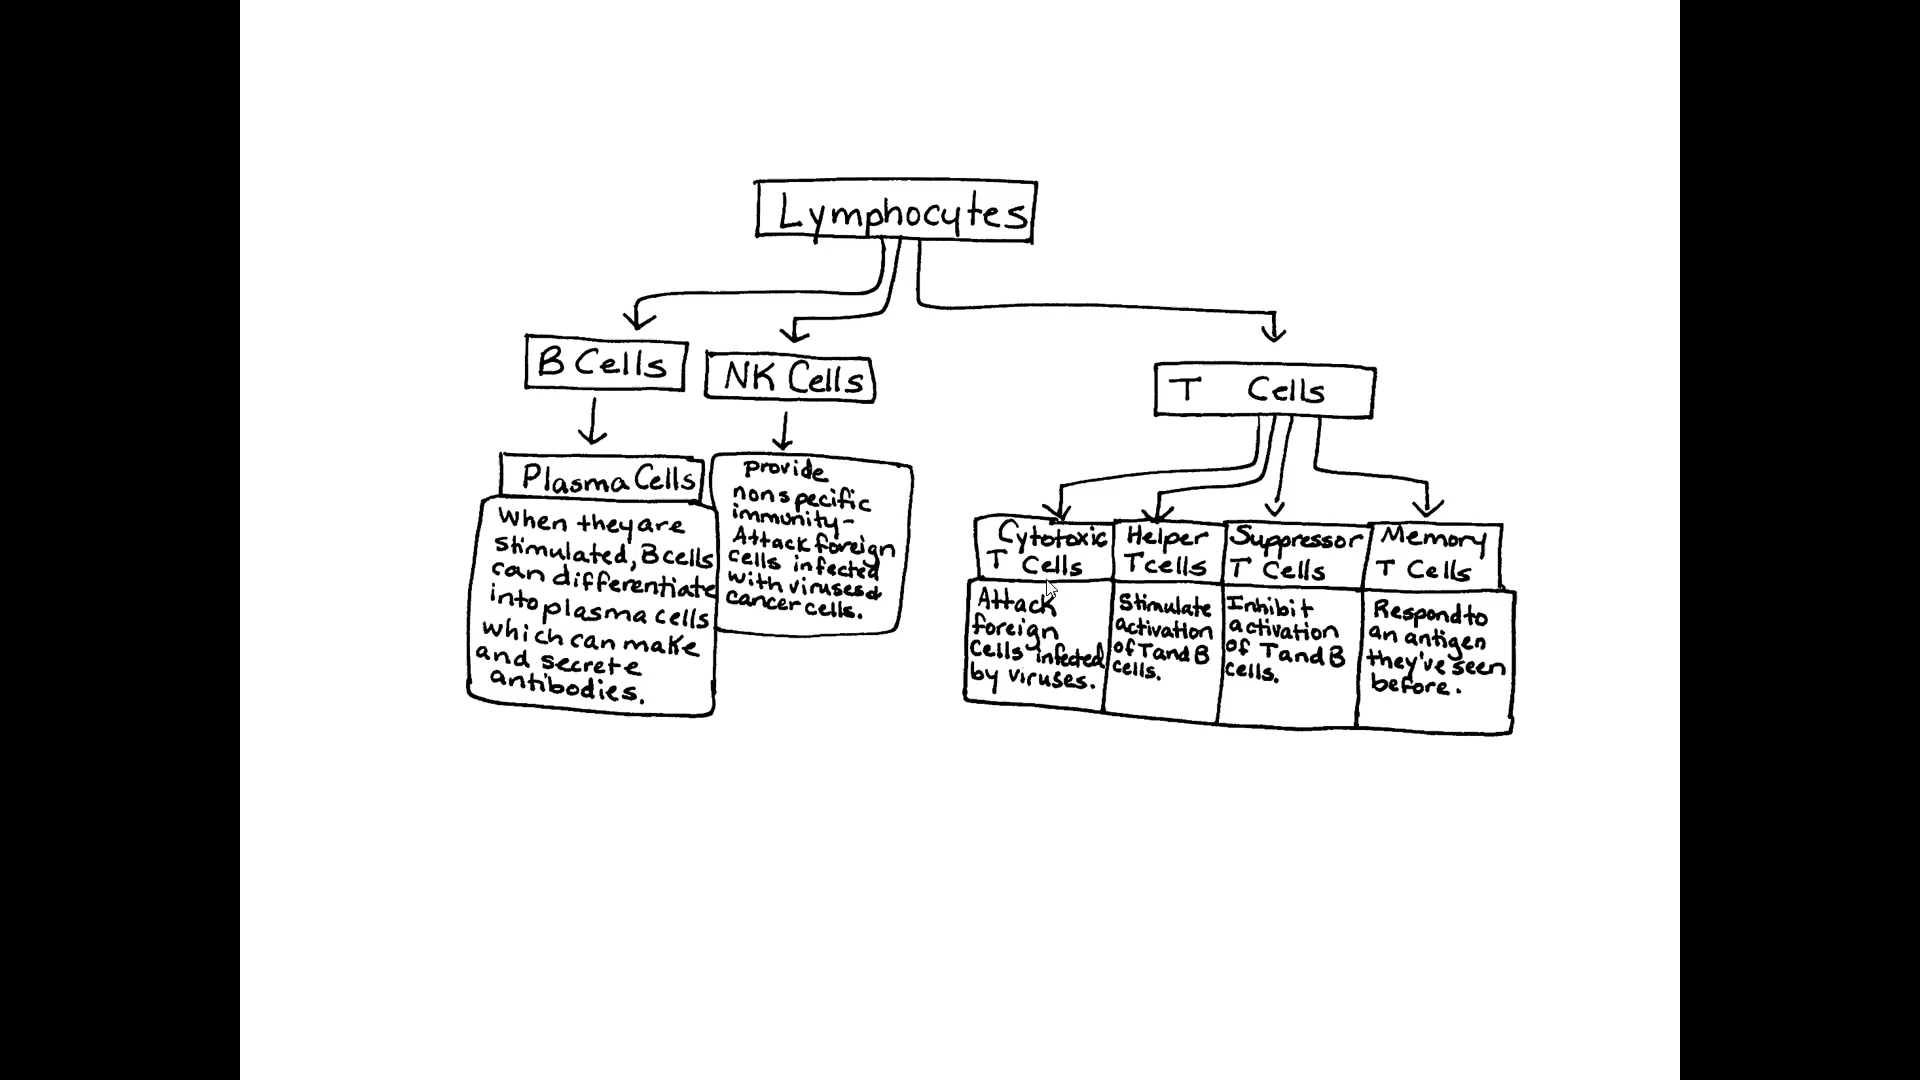 Lymphocytes
B Cells
NK Cells
T Cells
Plasma Cells
When they are
stimulated, B cells
can differentiate
into plasma cells
which can make
and secrete
antibodies.
provide
nonspecific
immunity-
Attack foreign
cells infected
with viruses &
cancer cells.
Cytotoxic
T Cells
Attack
foreign
cells infected
by viruses.
Helper
T cells
Stimulate
activation
of T and B
cells.
Suppressor
T Cells
Inhibit
activation
of T and B
cells.
Memory
T Cells
Respond to
an antigen
they've seen
before.